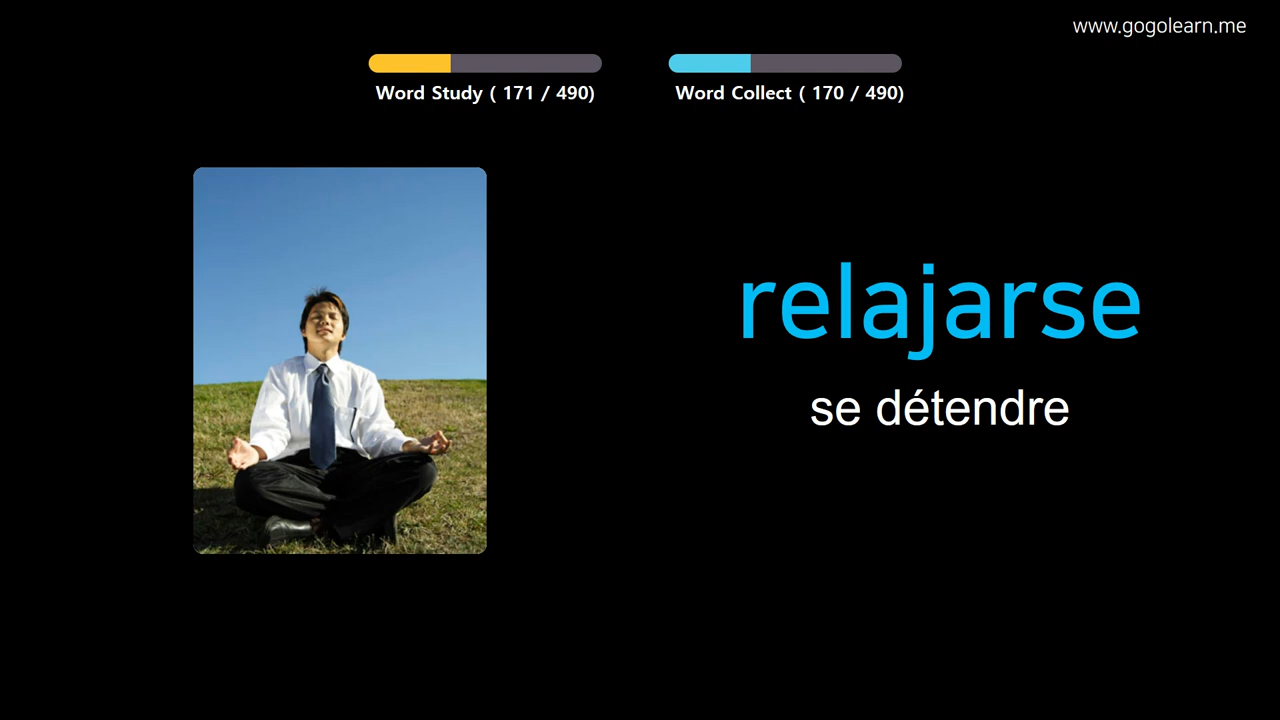 www.gogolearn.me
Word Study ( 171 / 490)
Word Collect ( 170 / 490)
relajarse
se détendre